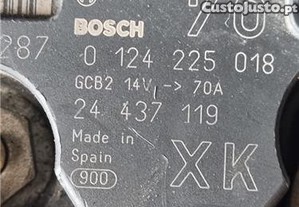 CustoJusto.pt
BOSCH 70
287 0 124 225 018
GCB2 14V -> 70A
24 437 119
Made in
Spain XK
900